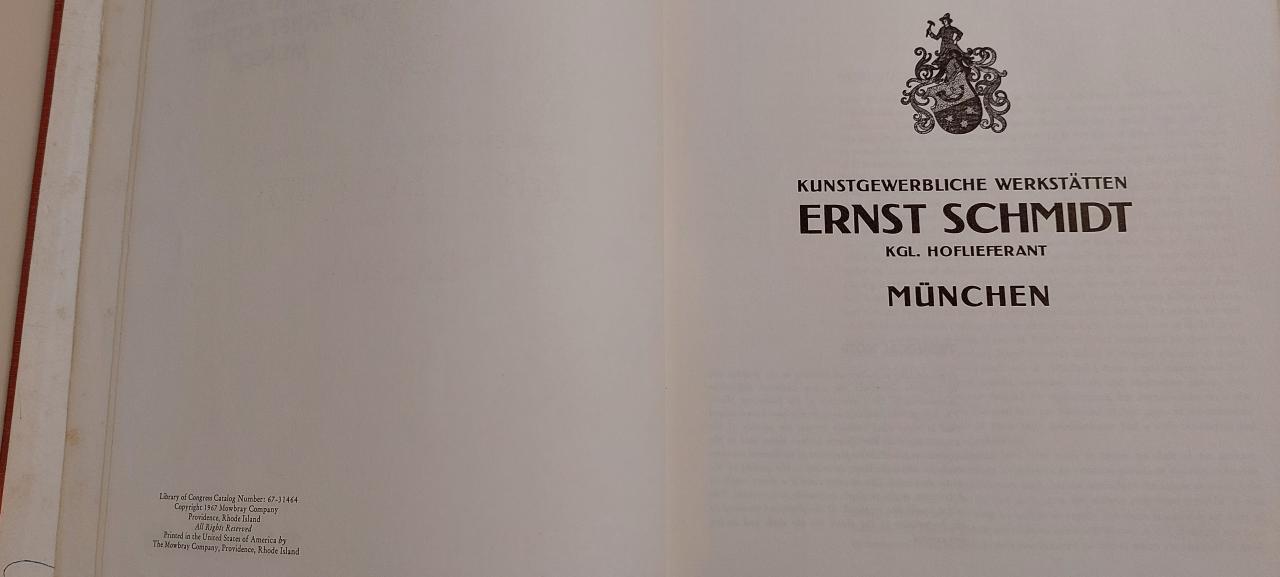 Library of Congress Catalog Number: 67-31464
Copyright 1967 Mowbray Company
Providence, Rhode Island
All Rights Reserved
Printed in the United States of America by
The Mowbray Company, Providence, Rhode Island
KUNSTGEWERBLICHE WERKSTÄTTEN
ERNST SCHMIDT
KGL. HOFLIEFERANT
MÜNCHEN